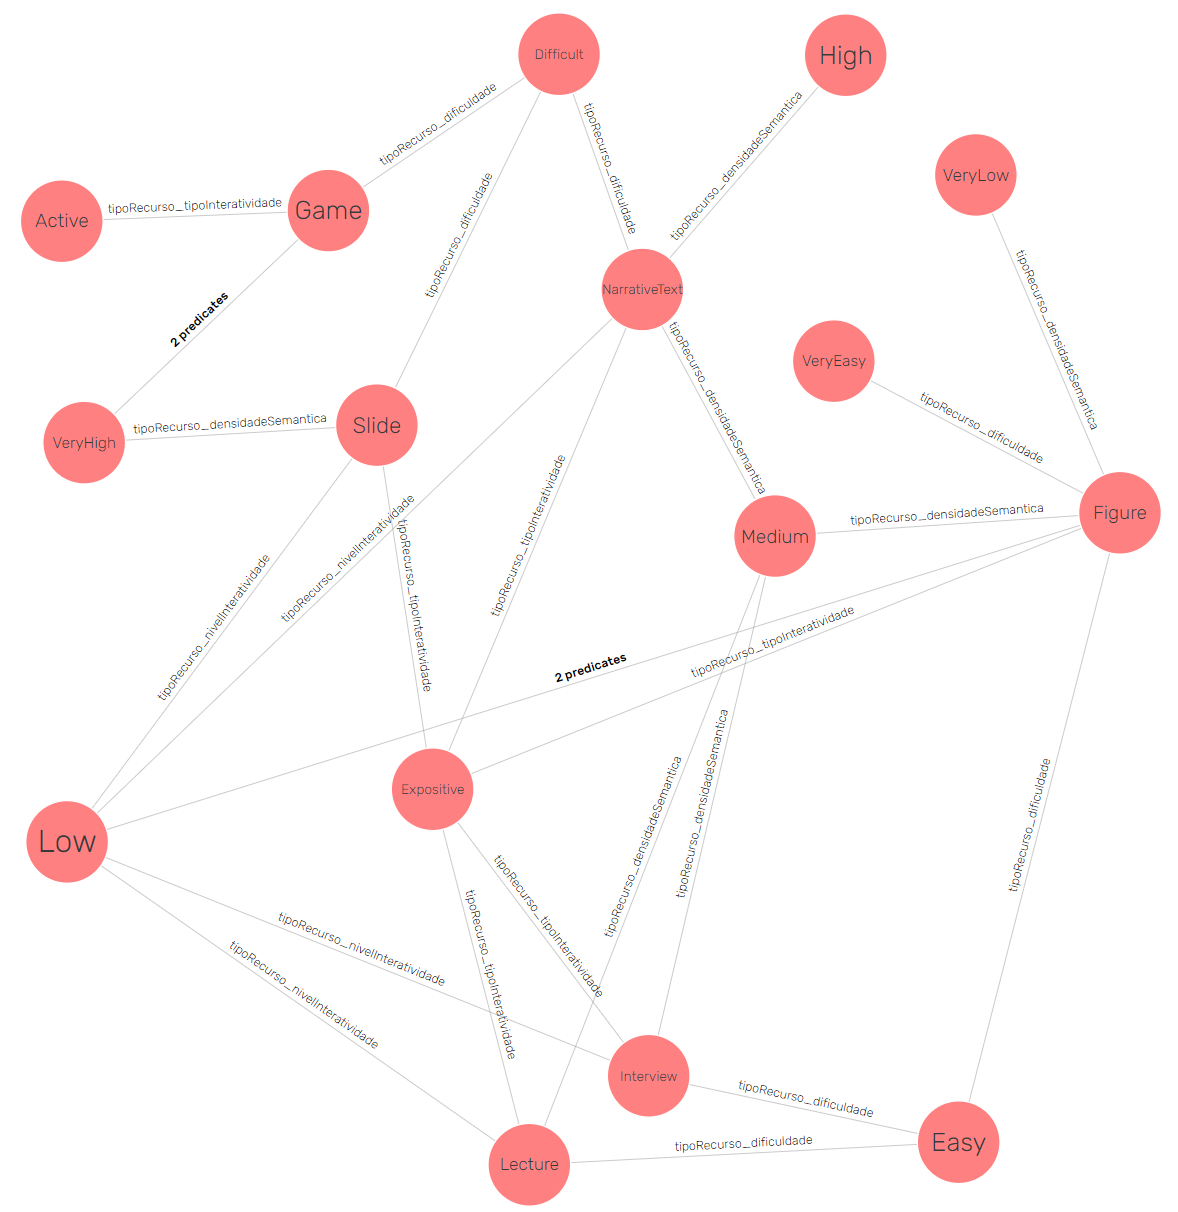 Difficult
High
tipoRecurso_dificuldade
tipoRecurso_dificuldade
tipoRecurso_densidadeSemantica
VeryLow
Active
tipoRecurso_tipoInteratividade
Game
tipoRecurso_dificuldade
NarrativeText
2 predicates
tipoRecurso_densidadeSemantica
VeryEasy
tipoRecurso_densidadeSemantica
tipoRecurso_dificuldade
VeryHigh
tipoRecurso_densidadeSemantica
Slide
Medium
tipoRecurso_densidadeSemantica
Figure
tipoRecurso_nivelInteratividade
tipoRecurso_tipoInteratividade
tipoRecurso_nivelInteratividade
tipoRecurso_tipoInteratividade
2 predicates
tipoRecurso_tipoInteratividade
Expositive
tipoRecurso_densidadeSemantica
tipoRecurso_densidadeSemantica
tipoRecurso_dificuldade
Low
tipoRecurso_nivelInteratividade
tipoRecurso_nivelInteratividade
tipoRecurso_tipoInteratividade
tipoRecurso_tipoInteratividade
Interview
tipoRecurso_dificuldade
Lecture
tipoRecurso_dificuldade
Easy